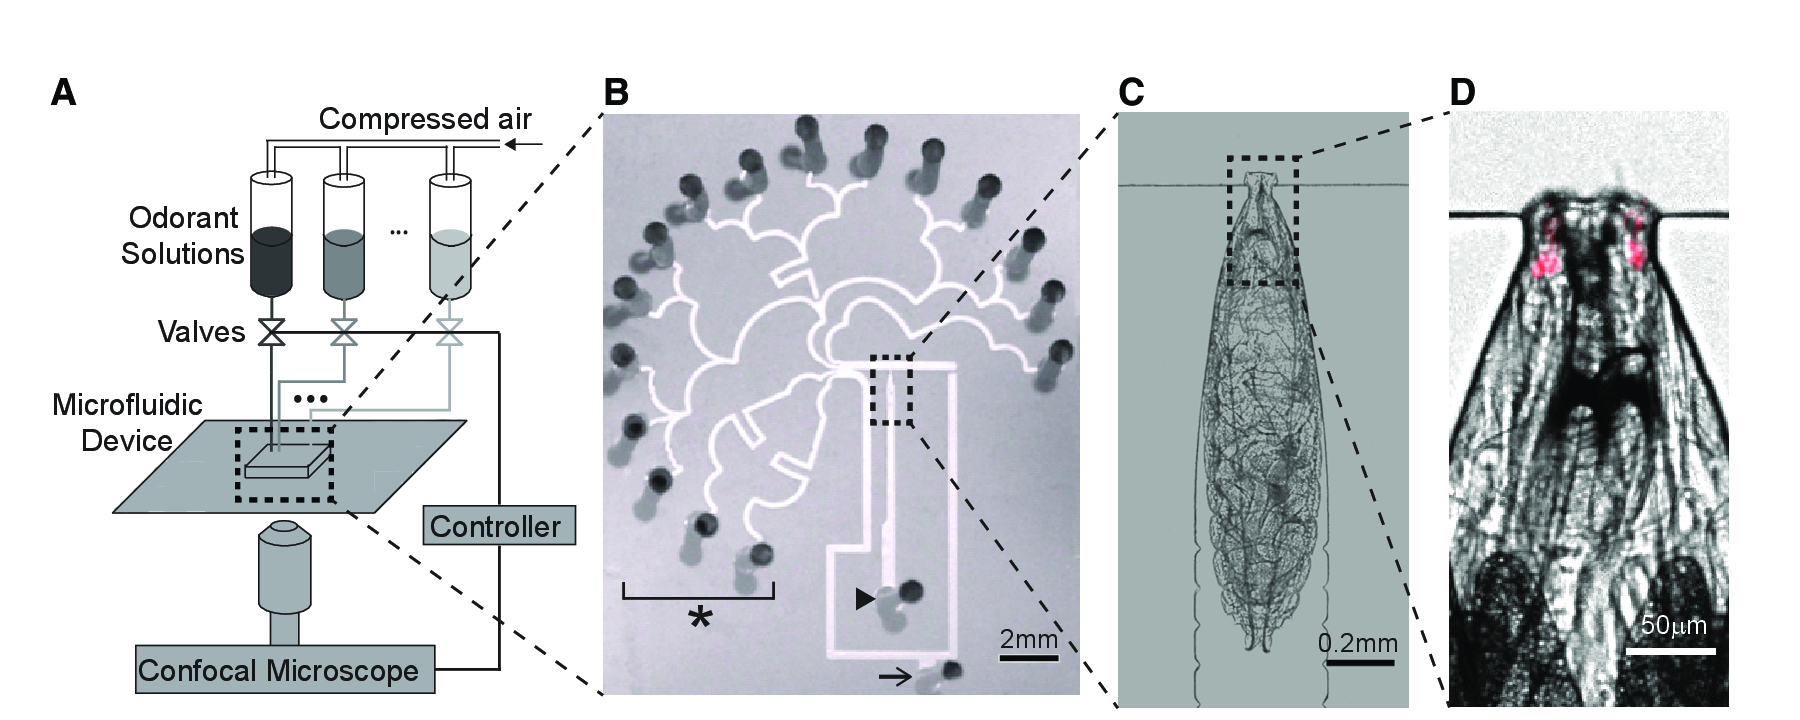 A
Compressed air
Odorant
Solutions
...
Valves
...
Microfluidic
Device
Controller
Confocal Microscope
B
*
2mm
C
0.2mm
D
50μm